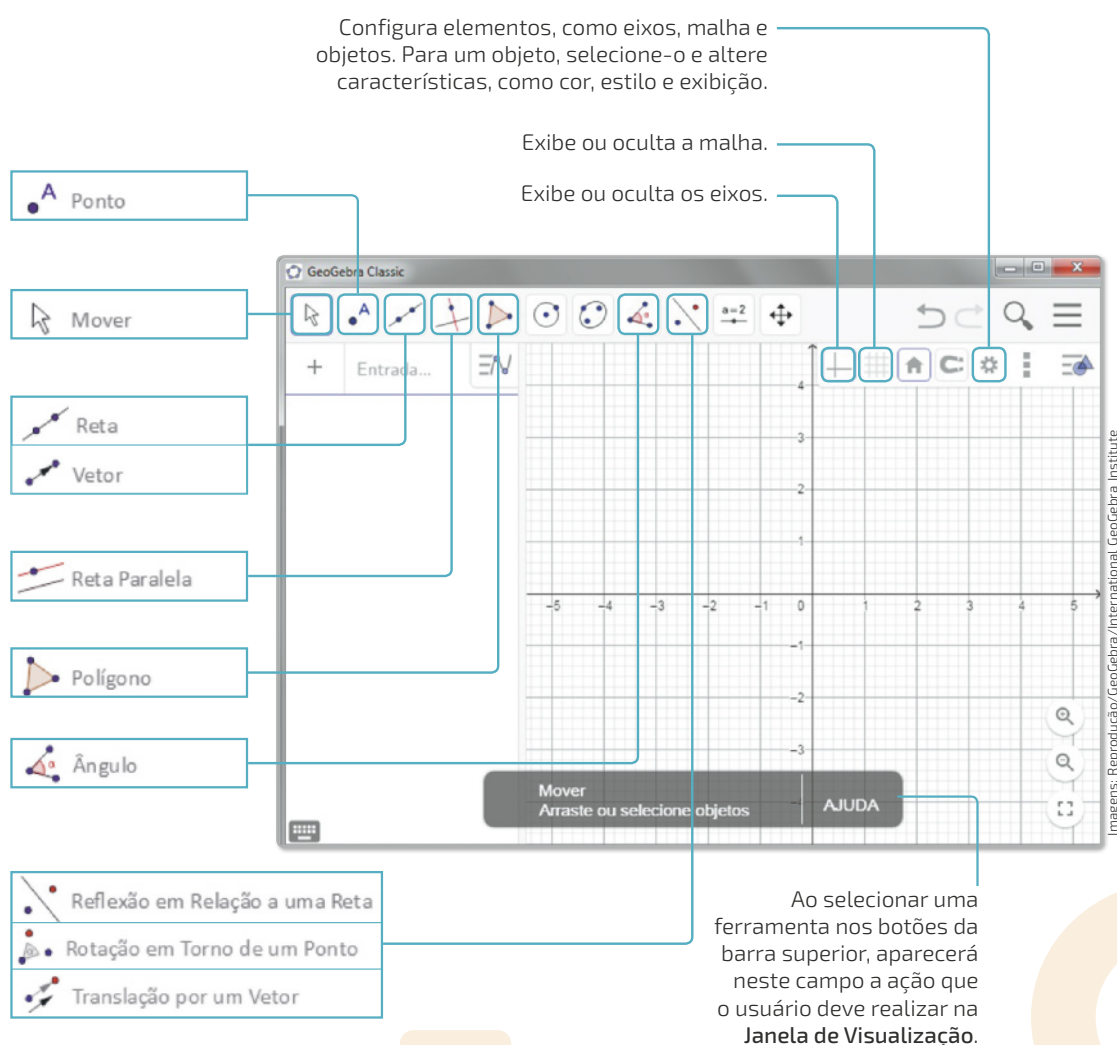 Configura elementos, como eixos, malha e
objetos. Para um objeto, selecione-o e altere
características, como cor, estilo e exibição.
Exibe ou oculta a malha.
Exibe ou oculta os eixos.
A
Ponto
Mover
Reta
Vetor
Reta Paralela
Polígono
α
Ângulo
Reflexão em Relação a uma Reta
Rotação em Torno de um Ponto
Translação por um Vetor
GeoGebra Classic
A
a=2
+
Entrada...
4
3
2
1
-5
-4
-3
-2
-1
0
1
2
3
4
5
-1
-2
-3
-4
Mover
Arraste ou selecione objetos
AJUDA
Ao selecionar uma
ferramenta nos botões da
barra superior, aparecerá
neste campo a ação que
o usuário deve realizar na
Janela de Visualização.
Imagens: Reprodução/GeoGebra/International GeoGebra Institute